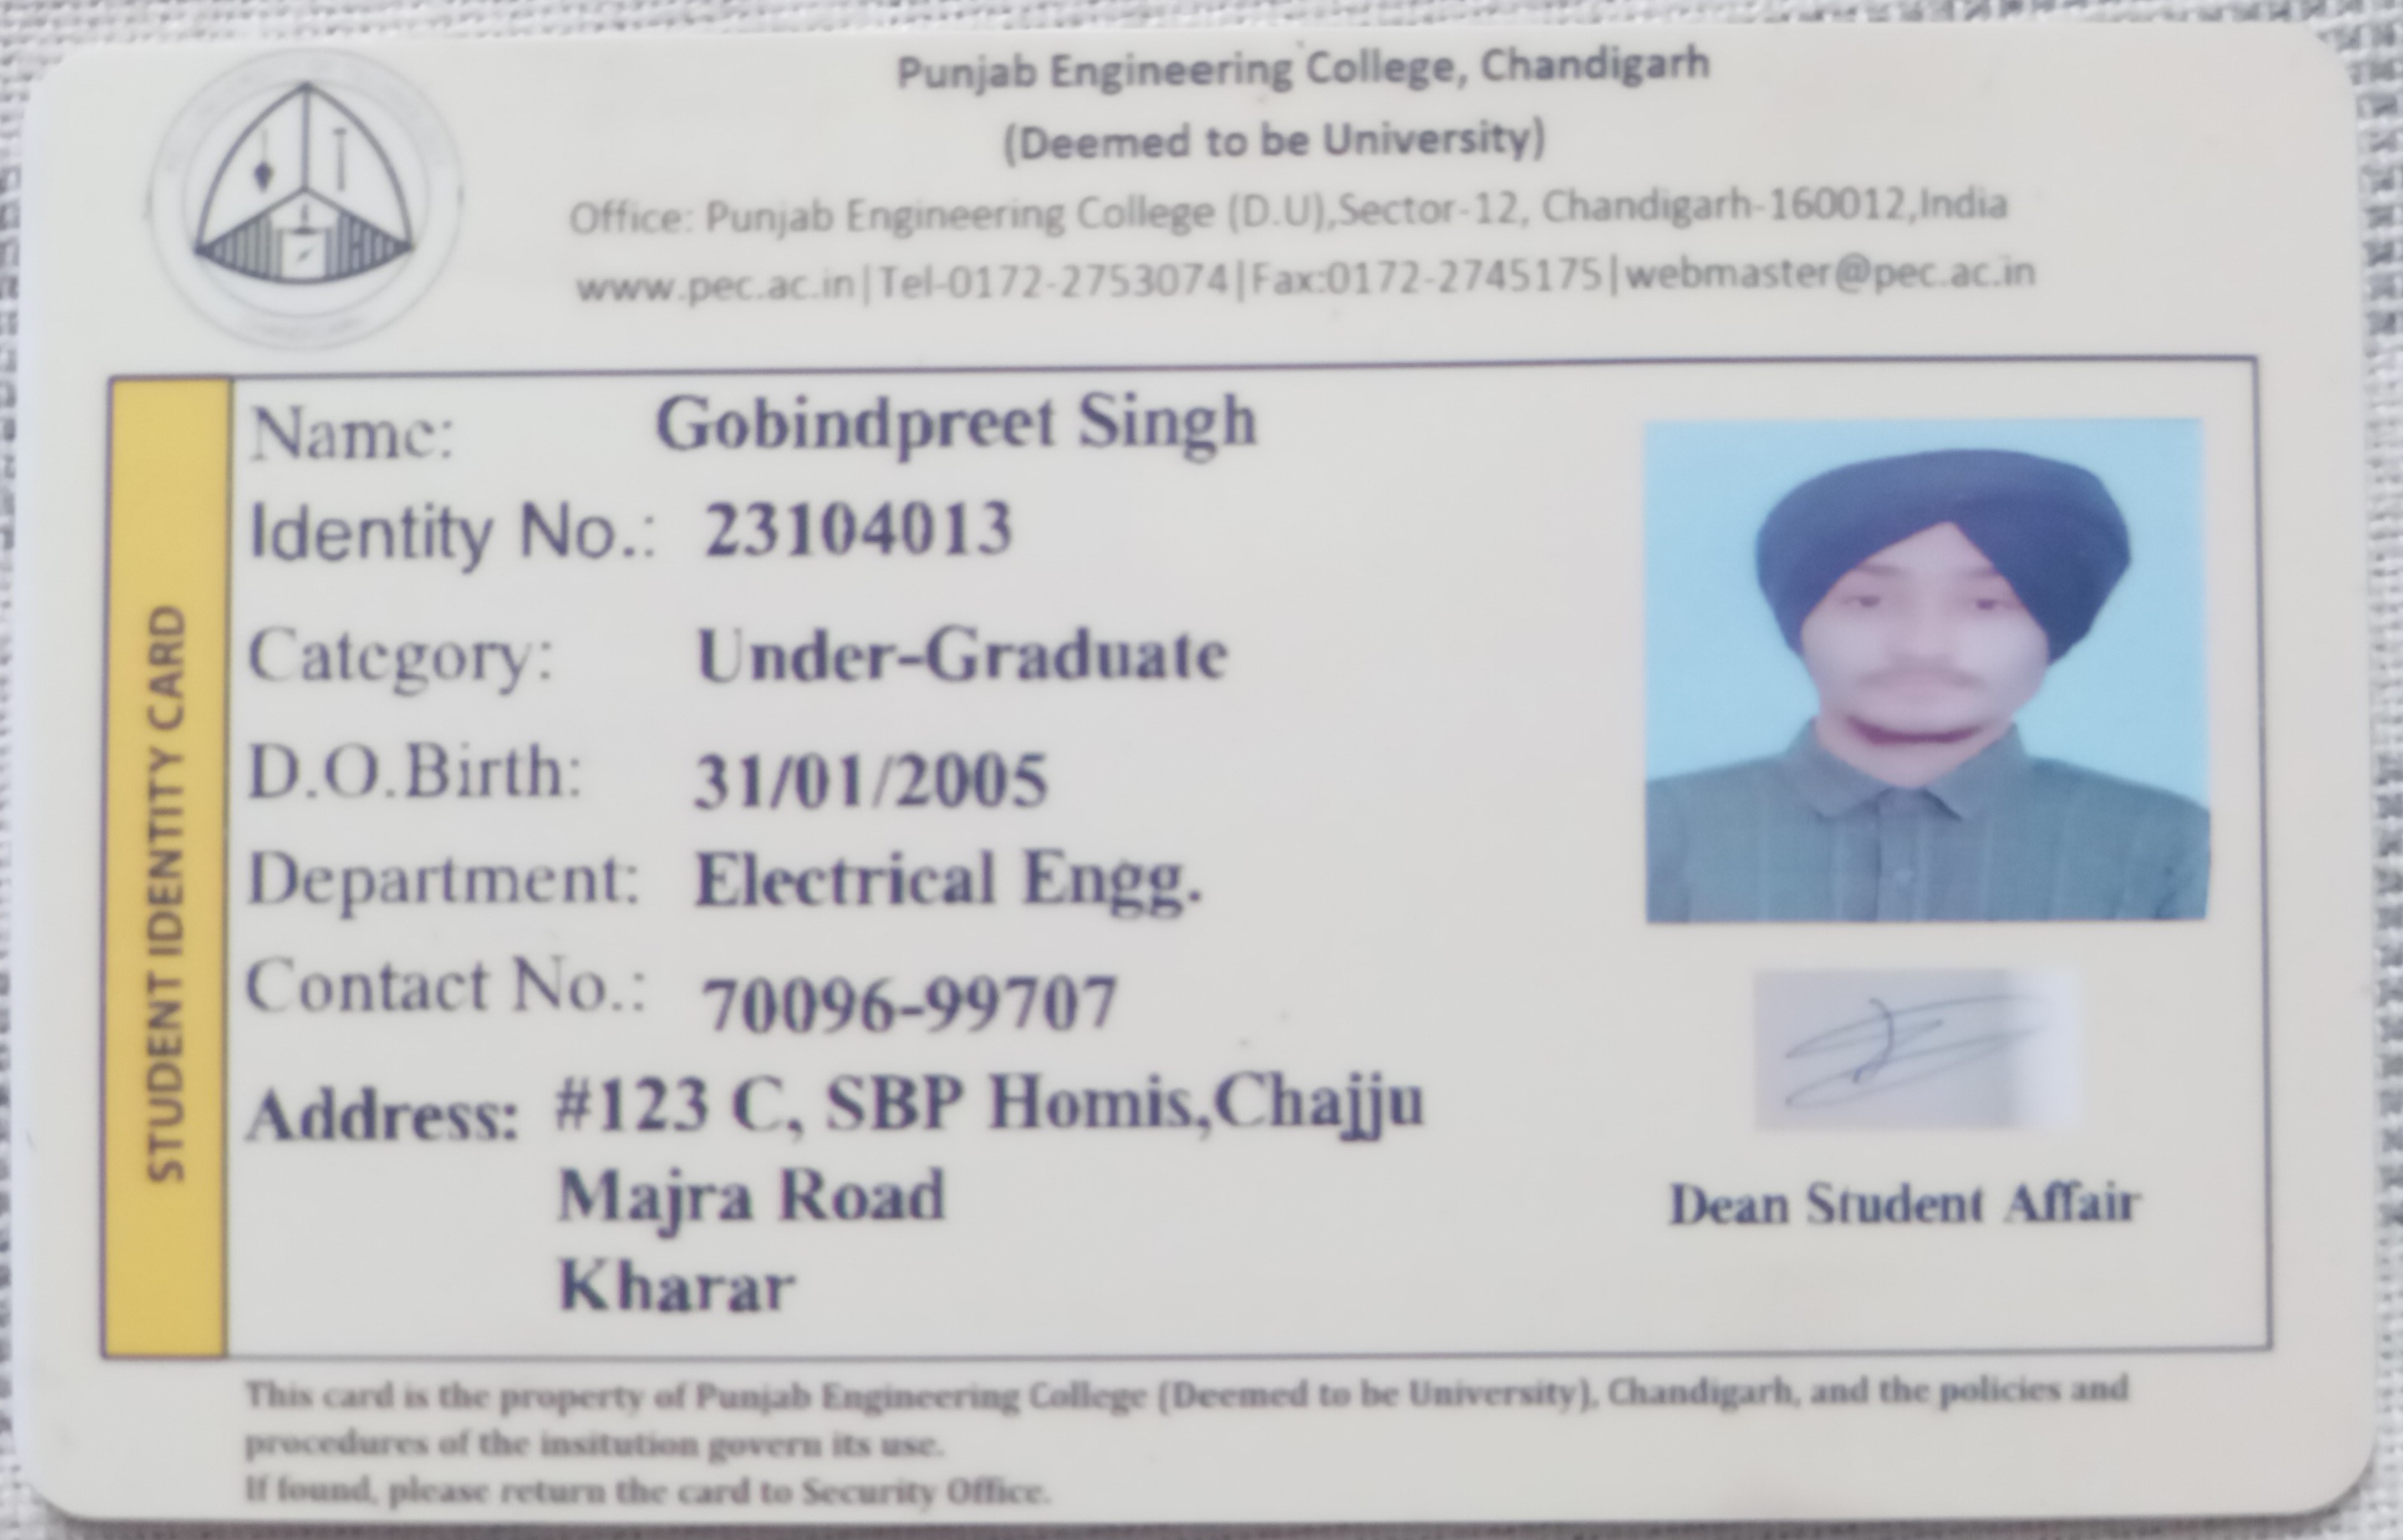 Punjab Engineering College, Chandigarh
(Deemed to be University)
Office: Punjab Engineering College (D.U),Sector-12, Chandigarh-160012,India
www.pec.ac.in|Tel-0172-2753074|Fax:0172-2745175|webmaster@pec.ac.in
STUDENT IDENTITY CARD
Name: Gobindpreet Singh
Identity No.: 23104013
Category: Under-Graduate
D.O.Birth: 31/01/2005
Department: Electrical Engg.
Contact No.: 70096-99707
Address: #123 C, SBP Homis,Chajju
Majra Road
Kharar
Dean Student Affair
This card is the property of Punjab Engineering College (Deemed to be University), Chandigarh, and the policies and
procedures of the insitution govern its use.
If found, please return the card to Security Office.